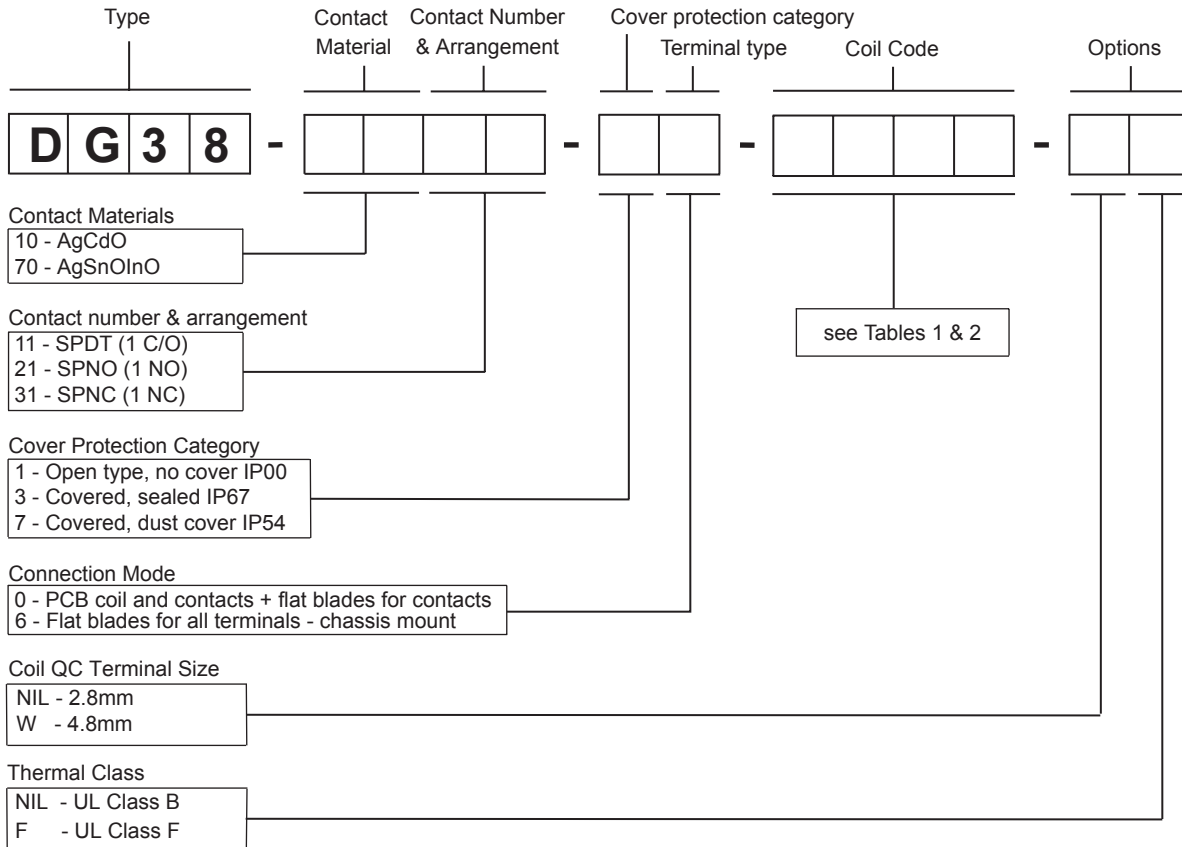 Type Contact Material Contact Number & Arrangement Cover protection category Terminal type Coil Code Options
DG38 - - - -
Contact Materials
10 - AgCdO
70 - AgSnOInO
Contact number & arrangement
11 - SPDT (1 C/O)
21 - SPNO (1 NO)
31 - SPNC (1 NC)
see Tables 1 & 2
Cover Protection Category
1 - Open type, no cover IP00
3 - Covered, sealed IP67
7 - Covered, dust cover IP54
Connection Mode
0 - PCB coil and contacts + flat blades for contacts
6 - Flat blades for all terminals - chassis mount
Coil QC Terminal Size
NIL - 2.8mm
W - 4.8mm
Thermal Class
NIL - UL Class B
F - UL Class F